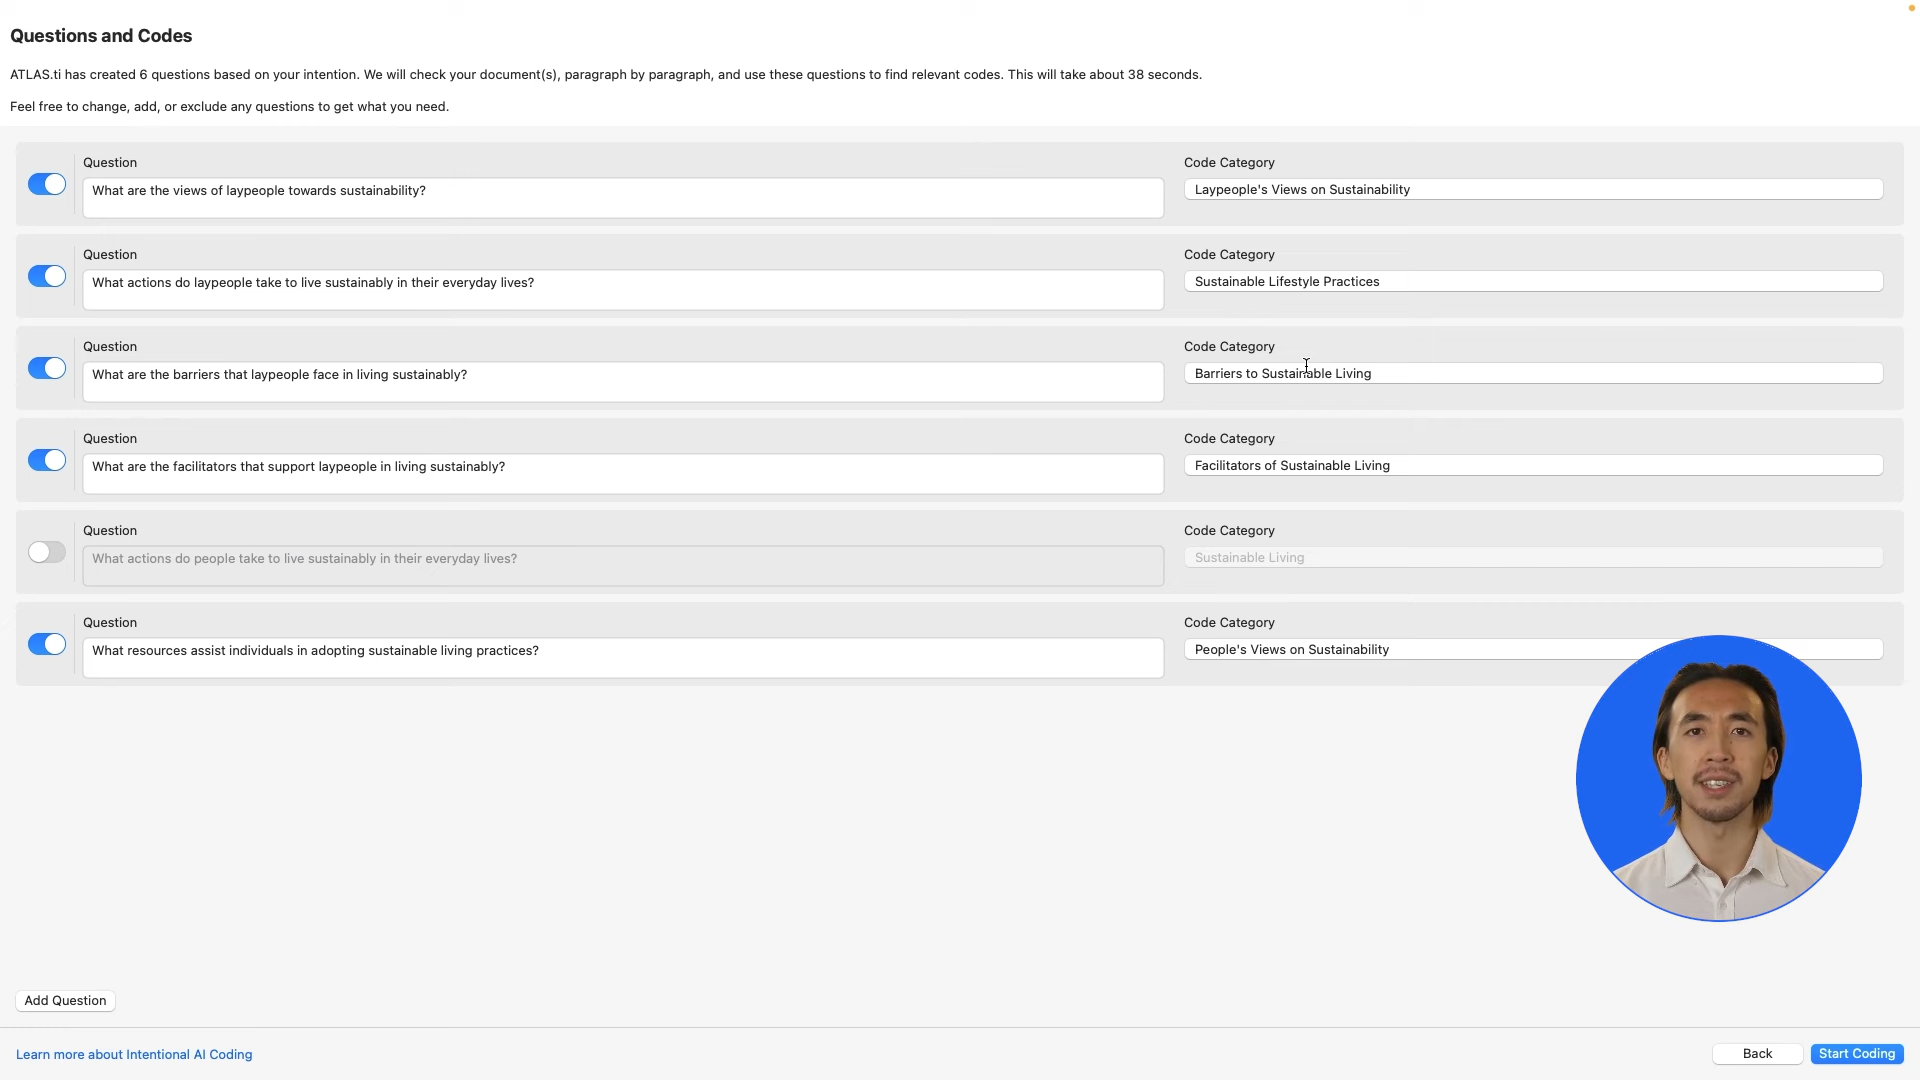 Questions and Codes
ATLAS.ti has created 6 questions based on your intention. We will check your document(s), paragraph by paragraph, and use these questions to find relevant codes. This will take about 38 seconds.
Feel free to change, add, or exclude any questions to get what you need.
Question
Code Category
What are the views of laypeople towards sustainability?
Laypeople's Views on Sustainability
Question
Code Category
What actions do laypeople take to live sustainably in their everyday lives?
Sustainable Lifestyle Practices
Question
Code Category
What are the barriers that laypeople face in living sustainably?
Barriers to Sustainable Living
Question
Code Category
What are the facilitators that support laypeople in living sustainably?
Facilitators of Sustainable Living
Question
Code Category
What actions do people take to live sustainably in their everyday lives?
Sustainable Living
Question
Code Category
What resources assist individuals in adopting sustainable living practices?
People's Views on Sustainability
Add Question
Learn more about Intentional AI Coding
Back
Start Coding